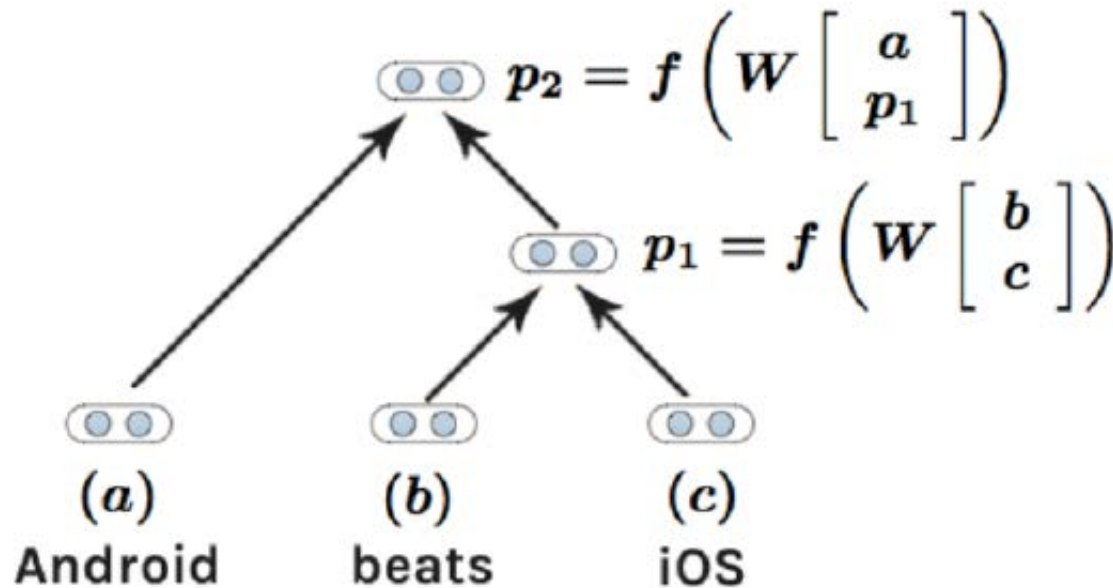 p₂ = f ( W [ a p₁ ] )
p₁ = f ( W [ b c ] )
(a) (b) (c)
Android beats iOS